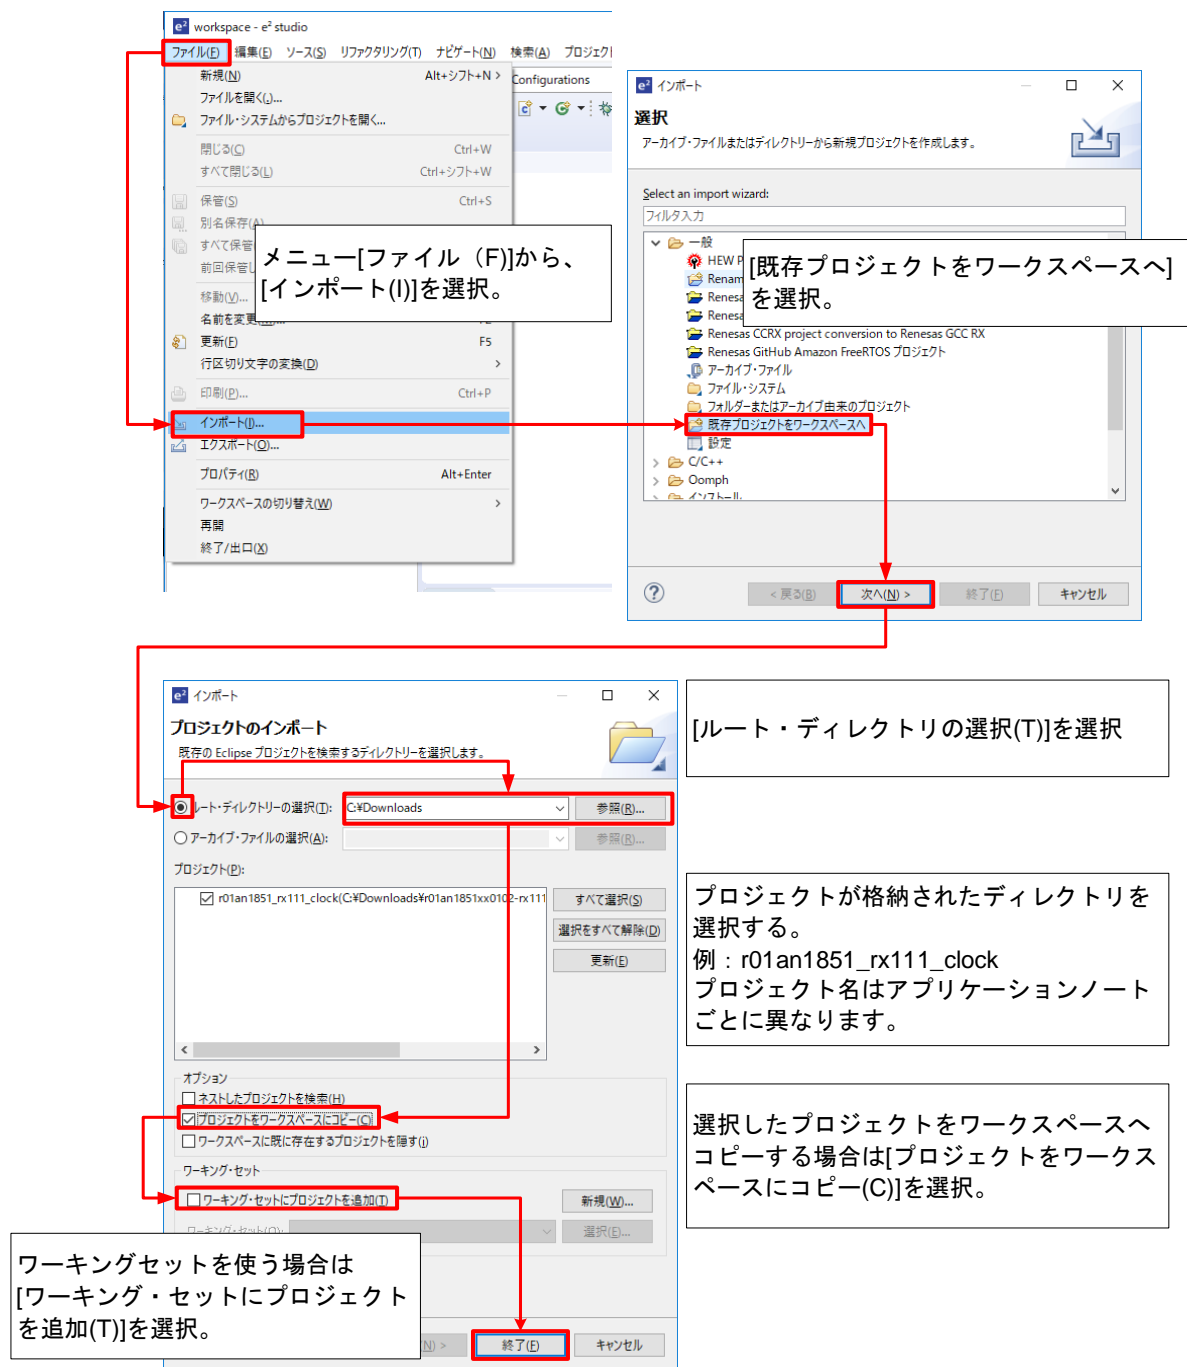 workspace - e² studio
ファイル(F) 編集(E) ソース(S) リファクタリング(T) ナビゲート(N) 検索(A) プロジェク
新規(N) Alt+シフト+N >
ファイルを開く(.)...
ファイル・システムからプロジェクトを開く...
閉じる(C) Ctrl+W
すべて閉じる(L) Ctrl+シフト+W
保管(S) Ctrl+S
別名保存(A)
すべて保管
前回保管し
移動(V)...
名前を変更
更新(F) F5
行区切り文字の変換(D) >
印刷(P)... Ctrl+P
インポート(I)...
エクスポート(O)...
プロパティ(R) Alt+Enter
ワークスペースの切り替え(W) >
再開
終了/出口(X)
Configurations
メニュー[ファイル(F)]から、
[インポート(I)]を選択。
インポート
選択
アーカイブ・ファイルまたはディレクトリーから新規プロジェクトを作成します。
Select an import wizard:
フィルタ入力
一般
HEW P
Renam
Renesa
Renesa
Renesas CCRX project conversion to Renesas GCC RX
Renesas GitHub Amazon FreeRTOS プロジェクト
アーカイブ・ファイル
ファイル・システム
フォルダーまたはアーカイブ由来のプロジェクト
既存プロジェクトをワークスペースへ
設定
> C/C++
> Oomph
> インストール
[既存プロジェクトをワークスペースへ]
を選択。
< 戻る(B) 次へ(N) > 終了(F) キャンセル
インポート
プロジェクトのインポート
既存の Eclipse プロジェクトを検索するディレクトリーを選択します。
ルート・ディレクトリーの選択(T): C:¥Downloads 参照(R)...
アーカイブ・ファイルの選択(A): 参照(R)...
プロジェクト(P):
r01an1851_rx111_clock(C:¥Downloads¥r01an1851xx0102-rx111
すべて選択(S)
選択をすべて解除(D)
更新(E)
オプション
ネストしたプロジェクトを検索(H)
プロジェクトをワークスペースにコピー(C)
ワークスペースに既に存在するプロジェクトを隠す(i)
ワーキング・セット
ワーキング・セットにプロジェクトを追加(T) 新規(W)...
ワーキング・セット(O): 選択(E)...
(N) > 終了(F) キャンセル
[ルート・ディレクトリの選択(T)]を選択
プロジェクトが格納されたディレクトリを
選択する。
例：r01an1851_rx111_clock
プロジェクト名はアプリケーションノート
ごとに異なります。
選択したプロジェクトをワークスペースへ
コピーする場合は[プロジェクトをワークス
ペースにコピー(C)]を選択。
ワーキングセットを使う場合は
[ワーキング・セットにプロジェクト
を追加(T)]を選択。